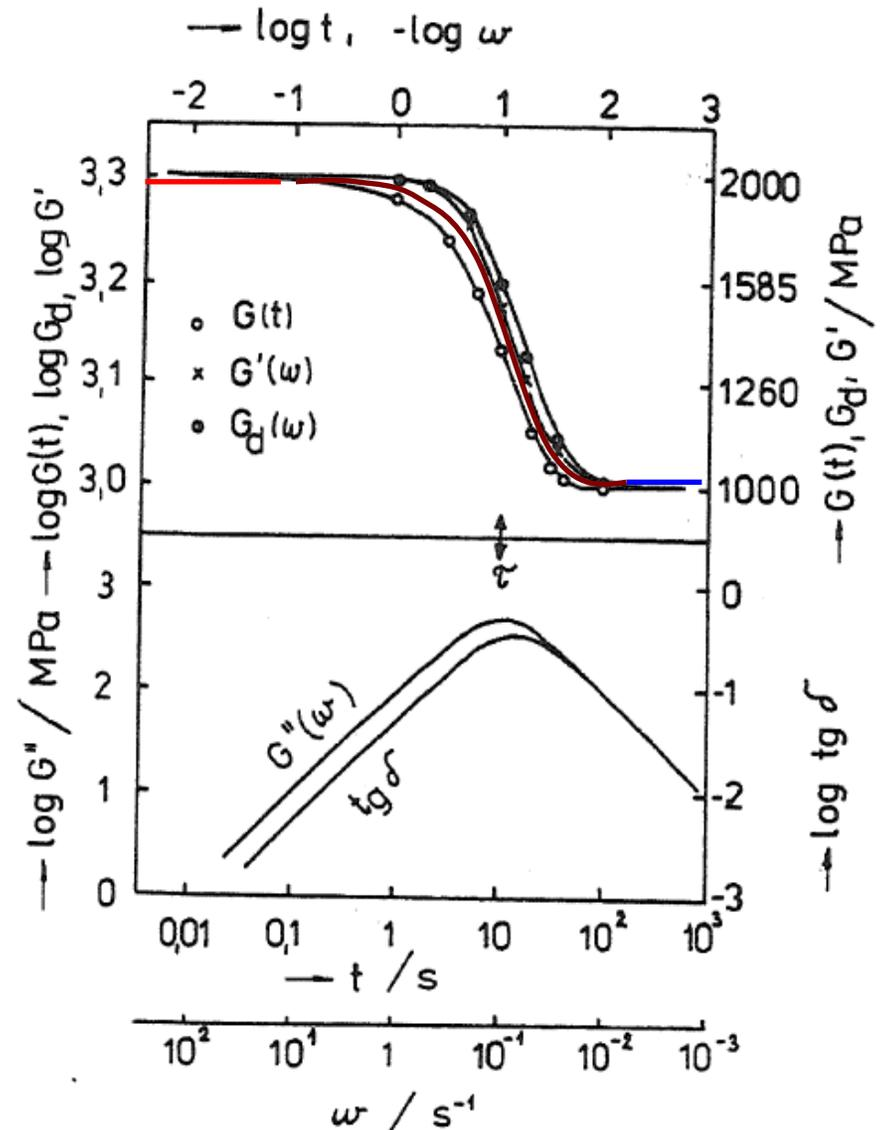 → log t, -log ω
-2 -1 0 1 2 3
→ log G(t), log G_d, log G'
3,3
3,2
3,1
3,0
o G(t)
× G'(ω)
● G_d(ω)
2000
1585
1260
1000
→ G(t), G_d, G' / MPa
τ
→ log G" / MPa
3
2
1
0
G"(ω)
tg δ
0
-1
-2
-3
→ log tg δ
0,01 0,1 1 10 10² 10³
→ t / s
10² 10¹ 1 10⁻¹ 10⁻² 10⁻³
ω / s⁻¹